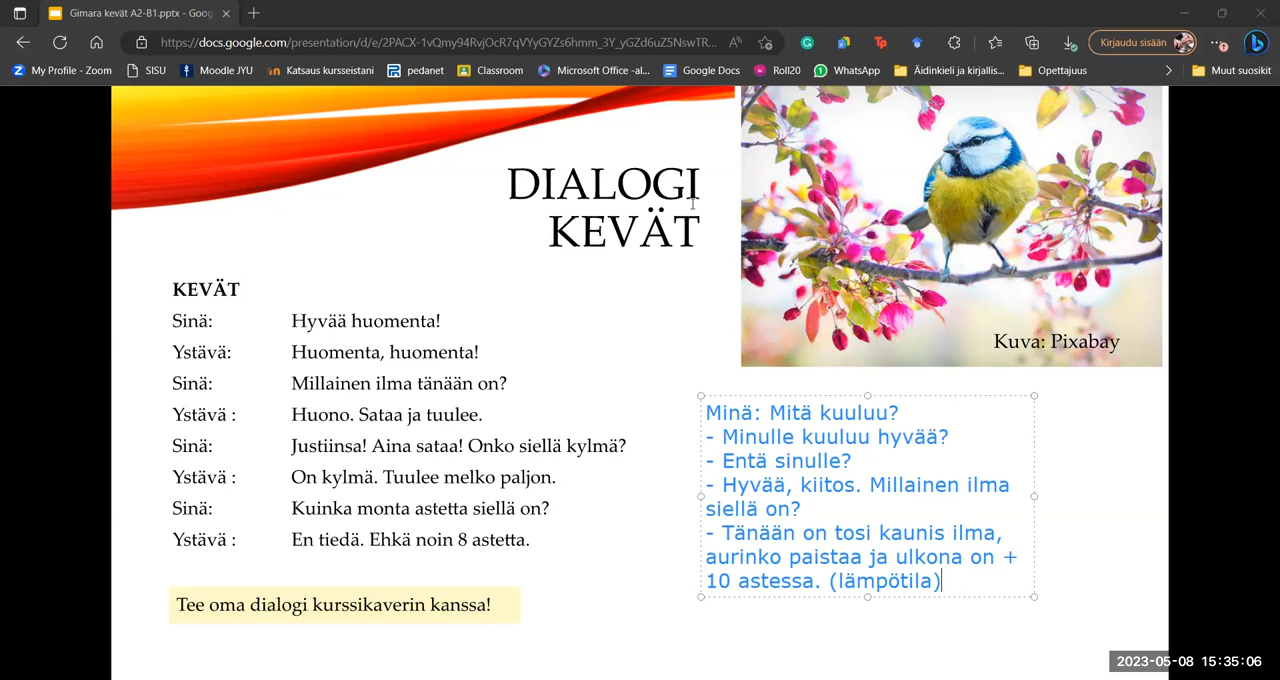 Gimara kevät A2-B1.pptx - Goog
https://docs.google.com/presentation/d/e/2PACX-1vQmy94RvjOcR7qVYyGYZs6hmm_3Y_yGZd6uZ5NswTR...
Kirjaudu sisään
My Profile - Zoom
SISU
Moodle JYU
Katsaus kursseistani
pedanet
Classroom
Microsoft Office -al...
Google Docs
Roll20
WhatsApp
Äidinkieli ja kirjallis...
Opettajuus
Muut suosikit
DIALOGI
KEVÄT
Kuva: Pixabay
KEVÄT
Sinä: Hyvää huomenta!
Ystävä: Huomenta, huomenta!
Sinä: Millainen ilma tänään on?
Ystävä : Huono. Sataa ja tuulee.
Sinä: Justiinsa! Aina sataa! Onko siellä kylmä?
Ystävä : On kylmä. Tuulee melko paljon.
Sinä: Kuinka monta astetta siellä on?
Ystävä : En tiedä. Ehkä noin 8 astetta.
Tee oma dialogi kurssikaverin kanssa!
Minä: Mitä kuuluu?
- Minulle kuuluu hyvää?
- Entä sinulle?
- Hyvää, kiitos. Millainen ilma
siellä on?
- Tänään on tosi kaunis ilma,
aurinko paistaa ja ulkona on +
10 astessa. (lämpötila)
2023-05-08 15:35:06